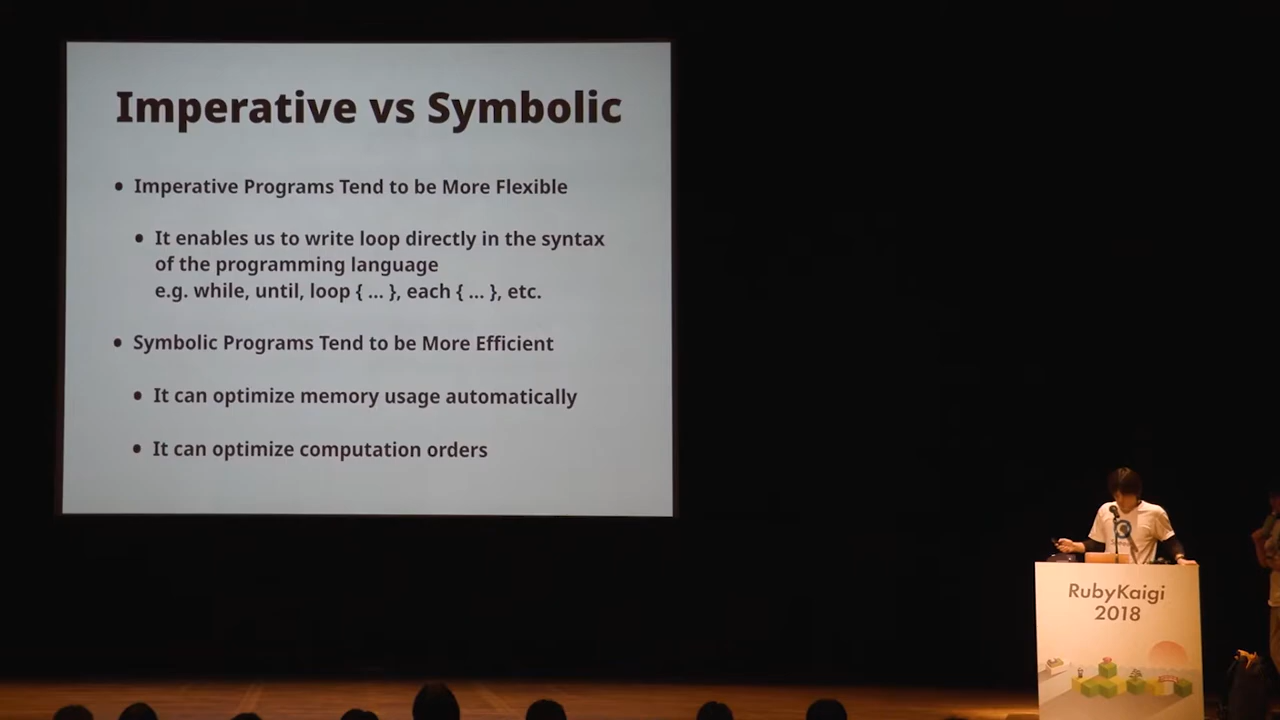 Imperative vs Symbolic
• Imperative Programs Tend to be More Flexible
• It enables us to write loop directly in the syntax
of the programming language
e.g. while, until, loop { ... }, each { ... }, etc.
• Symbolic Programs Tend to be More Efficient
• It can optimize memory usage automatically
• It can optimize computation orders
RubyKaigi
2018